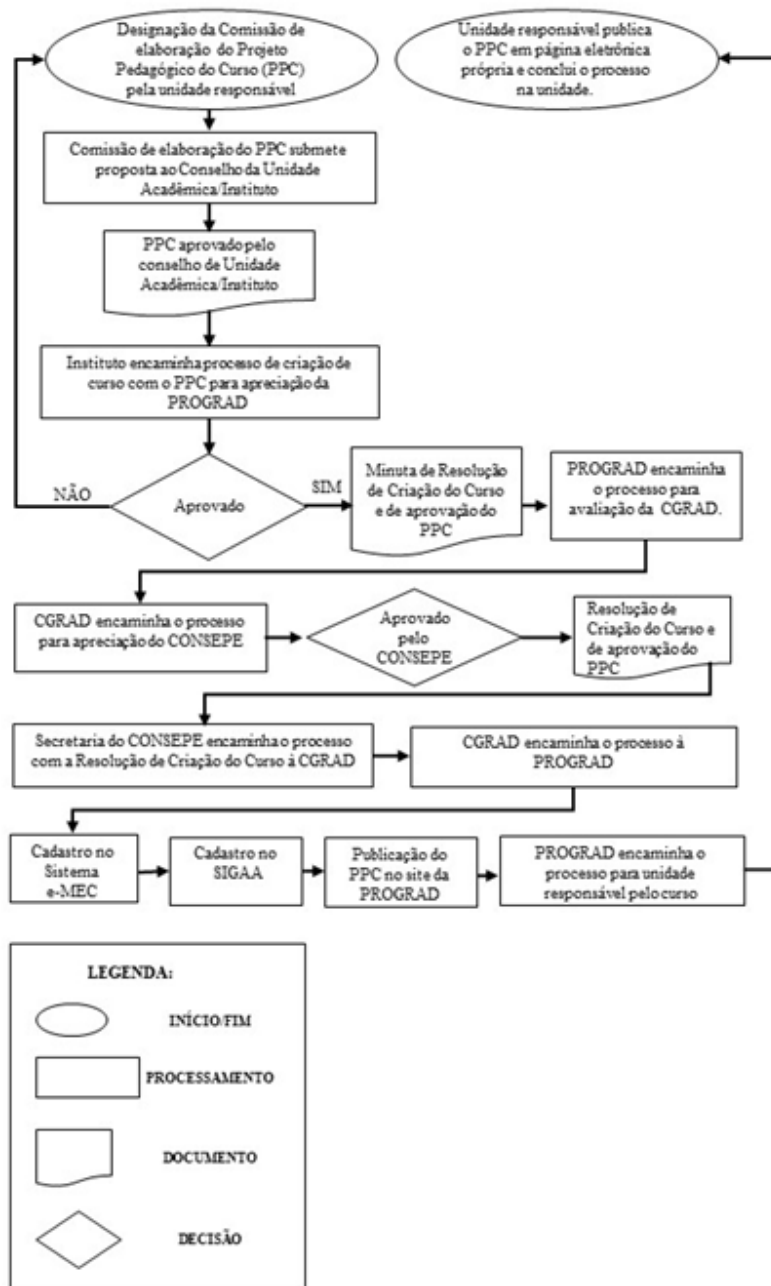 Designação da Comissão de
elaboração do Projeto
Pedagógico do Curso (PPC)
pela unidade responsável
Unidade responsável publica
o PPC em página eletrônica
própria e conclui o processo
na unidade.
Comissão de elaboração do PPC submete
proposta ao Conselho da Unidade
Acadêmica/Instituto
PPC aprovado pelo
conselho de Unidade
Acadêmica/Instituto
Instituto encaminha processo de criação de
curso com o PPC para apreciação da
PROGRAD
NÃO
Aprovado
SIM
Minuta de Resolução
de Criação do Curso
e de aprovação do
PPC
PROGRAD encaminha
o processo para
avaliação da CGRAD.
CGRAD encaminha o processo
para apreciação do CONSEPE
Aprovado
pelo
CONSEPE
Resolução de
Criação do Curso e
de aprovação do
PPC
Secretaria do CONSEPE encaminha o processo
com a Resolução de Criação do Curso à CGRAD
CGRAD encaminha o processo à
PROGRAD
Cadastro no
Sistema
e-MEC
Cadastro no
SIGAA
Publicação do
PPC no site da
PROGRAD
PROGRAD encaminha o
processo para unidade
responsável pelo curso
LEGENDA:
INÍCIO/FIM
PROCESSAMENTO
DOCUMENTO
DECISÃO